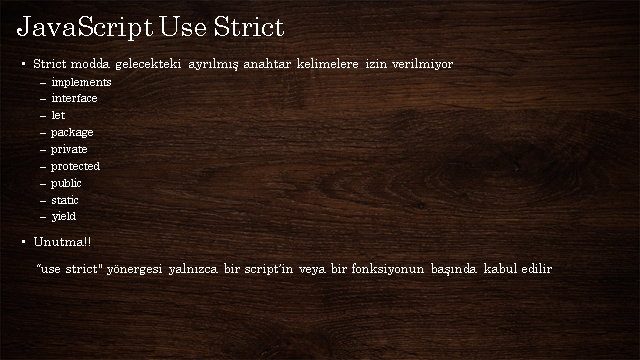 JavaScript Use Strict
• Strict modda gelecekteki ayrılmış anahtar kelimelere izin verilmiyor
– implements
– interface
– let
– package
– private
– protected
– public
– static
– yield
• Unutma!!
“use strict" yönergesi yalnızca bir script’in veya bir fonksiyonun başında kabul edilir